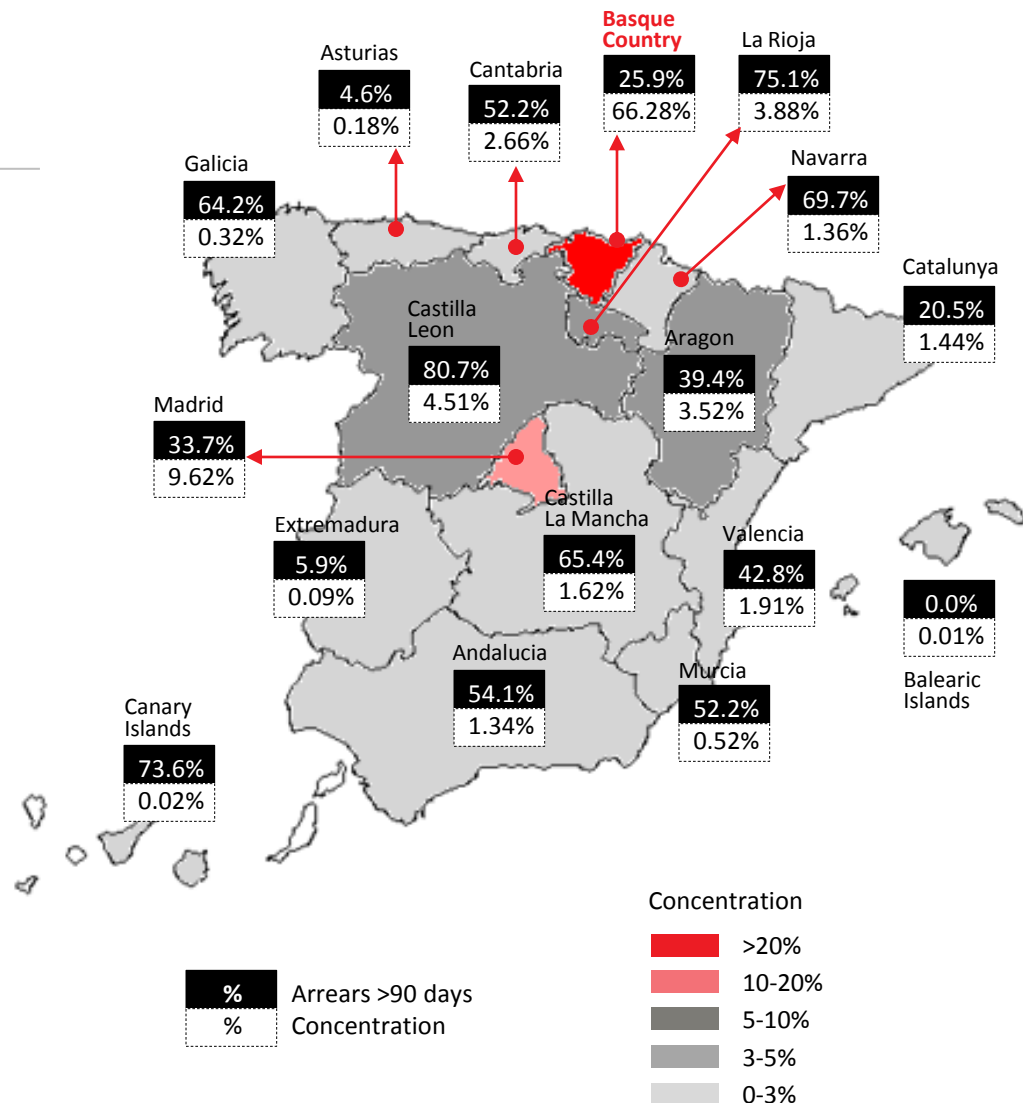 Basque
Country
25.9%
66.28%
La Rioja
75.1%
3.88%
Asturias
4.6%
0.18%
Cantabria
52.2%
2.66%
Galicia
64.2%
0.32%
Navarra
69.7%
1.36%
Catalunya
20.5%
1.44%
Castilla
Leon
80.7%
4.51%
Aragon
39.4%
3.52%
Madrid
33.7%
9.62%
Castilla
La Mancha
65.4%
1.62%
Extremadura
5.9%
0.09%
Valencia
42.8%
1.91%
0.0%
0.01%
Balearic
Islands
Andalucia
54.1%
1.34%
Murcia
52.2%
0.52%
Canary
Islands
73.6%
0.02%
% Arrears >90 days
% Concentration
Concentration
>20%
10-20%
5-10%
3-5%
0-3%